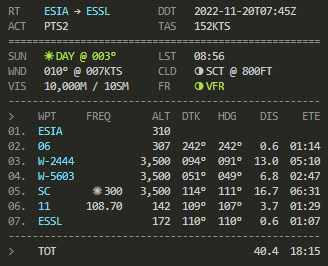 RT ESIA → ESSL DDT 2022-11-20T07:45Z
ACT PTS2 TAS 152KTS
SUN ☀DAY @ 003° LST 08:56
WND 010° @ 007KTS CLD SCT @ 800FT
VIS 10,000M / 10SM FR VFR
> WPT FREQ ALT DTK HDG DIS ETE
01. ESIA 310
02. 06 307 242° 242° 0.6 01:14
03. W-2444 3,500 094° 091° 13.0 05:10
04. W-5603 3,500 051° 049° 6.8 02:47
05. SC 300 3,500 114° 111° 16.7 06:31
06. 11 108.70 142 109° 107° 3.7 01:29
07. ESSL 172 110° 110° 0.6 01:07
> TOT 40.4 18:15